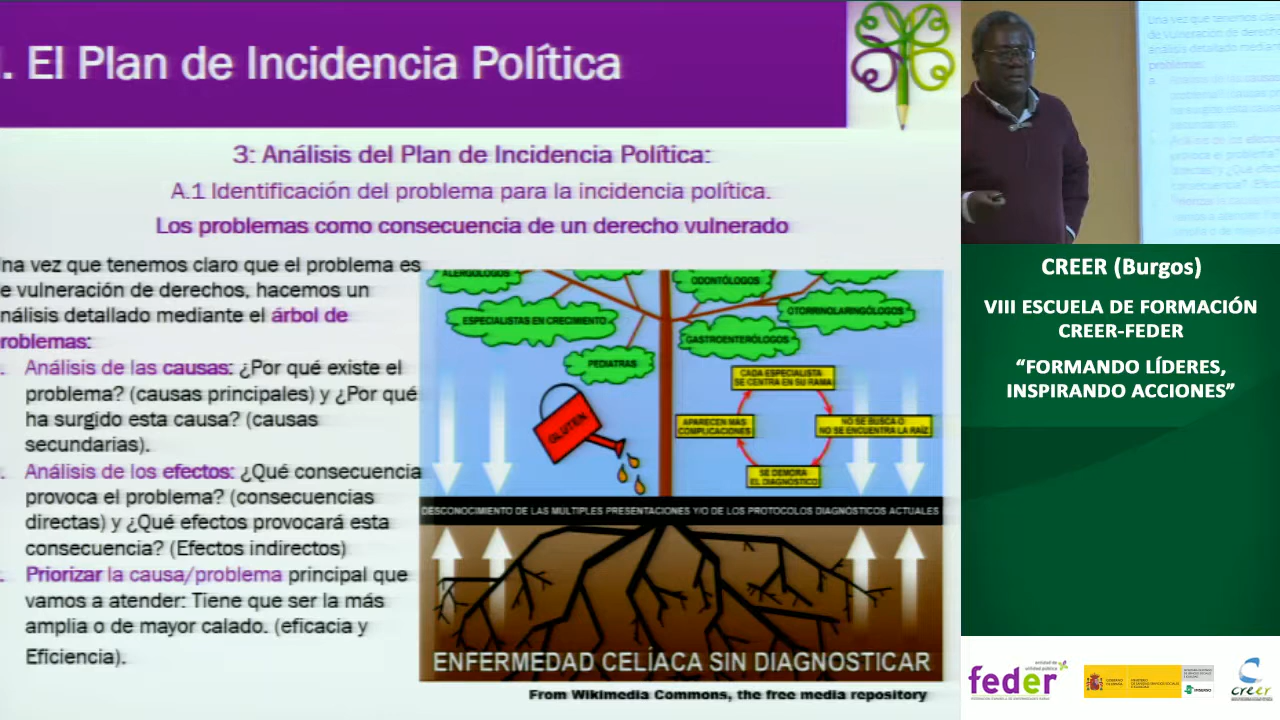 . El Plan de Incidencia Política
3: Análisis del Plan de Incidencia Política:
A.1 Identificación del problema para la incidencia política.
Los problemas como consecuencia de un derecho vulnerado
na vez que tenemos claro que el problema es
e vulneración de derechos, hacemos un
nálisis detallado mediante el árbol de
roblemas:
Análisis de las causas: ¿Por qué existe el
problema? (causas principales) y ¿Por qué
ha surgido esta causa? (causas
secundarias).
Análisis de los efectos: ¿Qué consecuencia
provoca el problema? (consecuencias
directas) y ¿Qué efectos provocará esta
consecuencia? (Efectos indirectos)
Priorizar la causa/problema principal que
vamos a atender: Tiene que ser la más
amplia o de mayor calado. (eficacia y
Eficiencia).
ALERGÓLOGOS
ODONTÓLOGOS
ESPECIALISTAS EN CRECIMIENTO
OTORRINOLARINGÓLOGOS
GASTROENTERÓLOGOS
PEDIATRAS
CADA ESPECIALISTA
SE CENTRA EN SU RAMA
GLUTEN
APARECEN MÁS
COMPLICACIONES
NO SE BUSCA O
NO SE ENCUENTRA LA RAÍZ
SE DEMORA
EL DIAGNÓSTICO
DESCONOCIMIENTO DE LAS MULTIPLES PRESENTACIONES Y/O DE LOS PROTOCOLOS DIAGNÓSTICOS ACTUALES
ENFERMEDAD CELÍACA SIN DIAGNOSTICAR
From Wikimedia Commons, the free media repository
CREER (Burgos)
VIII ESCUELA DE FORMACIÓN
CREER-FEDER
“FORMANDO LÍDERES,
INSPIRANDO ACCIONES”
feder
creer